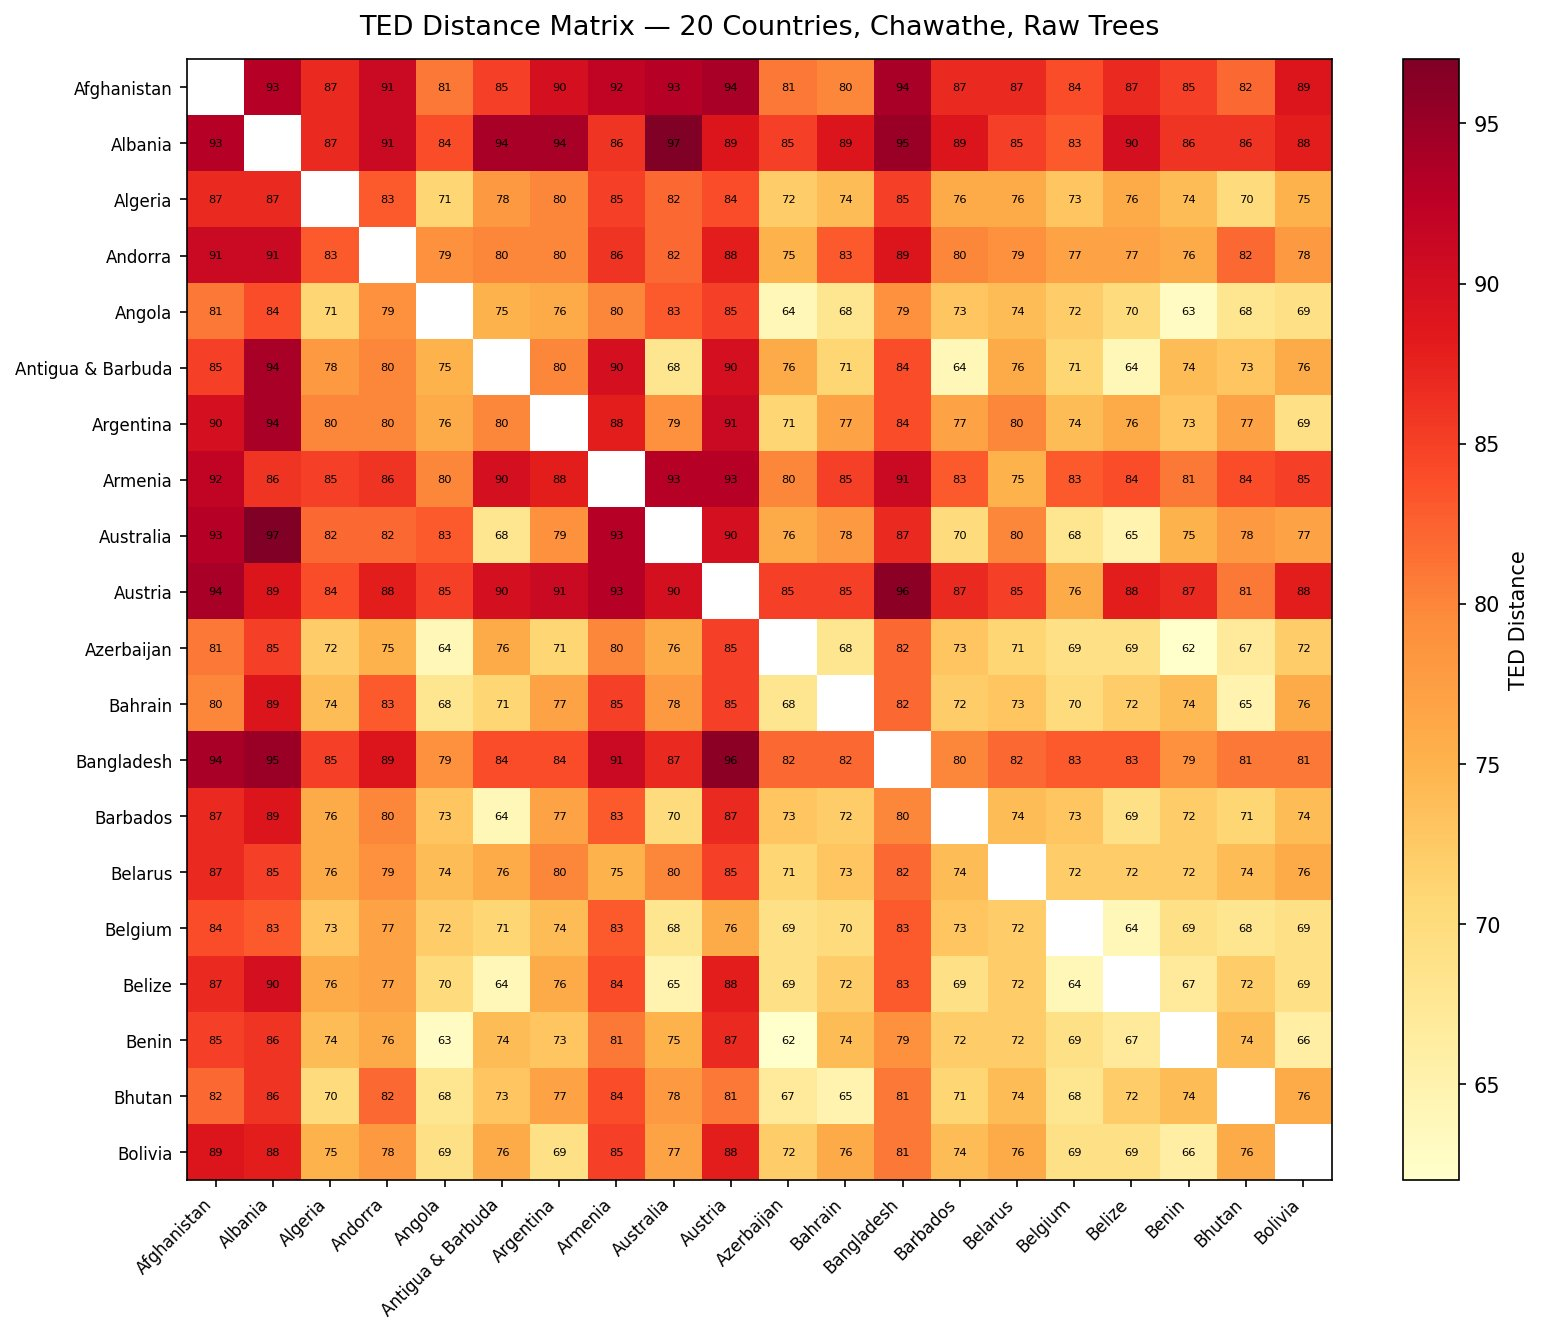 TED Distance Matrix — 20 Countries, Chawathe, Raw Trees
Afghanistan 93 87 91 81 85 90 92 93 94 81 80 94 87 87 84 87 85 82 89
Albania 93 87 91 84 94 94 86 97 89 85 89 95 89 85 83 90 86 86 88
Algeria 87 87 83 71 78 80 85 82 84 72 74 85 76 76 73 76 74 70 75
Andorra 91 91 83 79 80 80 86 82 88 75 83 89 80 79 77 77 76 82 78
Angola 81 84 71 79 75 76 80 83 85 64 68 79 73 74 72 70 63 68 69
Antigua & Barbuda 85 94 78 80 75 80 90 68 90 76 71 84 64 76 71 64 74 73 76
Argentina 90 94 80 80 76 80 88 79 91 71 77 84 77 80 74 76 73 77 69
Armenia 92 86 85 86 80 90 88 93 93 80 85 91 83 75 83 84 81 84 85
Australia 93 97 82 82 83 68 79 93 90 76 78 87 70 80 68 65 75 78 77
Austria 94 89 84 88 85 90 91 93 90 85 85 96 87 85 76 88 87 81 88
Azerbaijan 81 85 72 75 64 76 71 80 76 85 68 82 73 71 69 69 62 67 72
Bahrain 80 89 74 83 68 71 77 85 78 85 68 82 72 73 70 72 74 65 76
Bangladesh 94 95 85 89 79 84 84 91 87 96 82 82 80 82 83 83 79 81 81
Barbados 87 89 76 80 73 64 77 83 70 87 73 72 80 74 73 69 72 71 74
Belarus 87 85 76 79 74 76 80 75 80 85 71 73 82 74 72 72 72 74 76
Belgium 84 83 73 77 72 71 74 83 68 76 69 70 83 73 72 64 69 68 69
Belize 87 90 76 77 70 64 76 84 65 88 69 72 83 69 72 64 67 72 69
Benin 85 86 74 76 63 74 73 81 75 87 62 74 79 72 72 69 67 74 66
Bhutan 82 86 70 82 68 73 77 84 78 81 67 65 81 71 74 68 72 74 76
Bolivia 89 88 75 78 69 76 69 85 77 88 72 76 81 74 76 69 69 66 76
Afghanistan Albania Algeria Andorra Angola Antigua & Barbuda Argentina Armenia Australia Austria Azerbaijan Bahrain Bangladesh Barbados Belarus Belgium Belize Benin Bhutan Bolivia
95
90
85
80
75
70
65
TED Distance